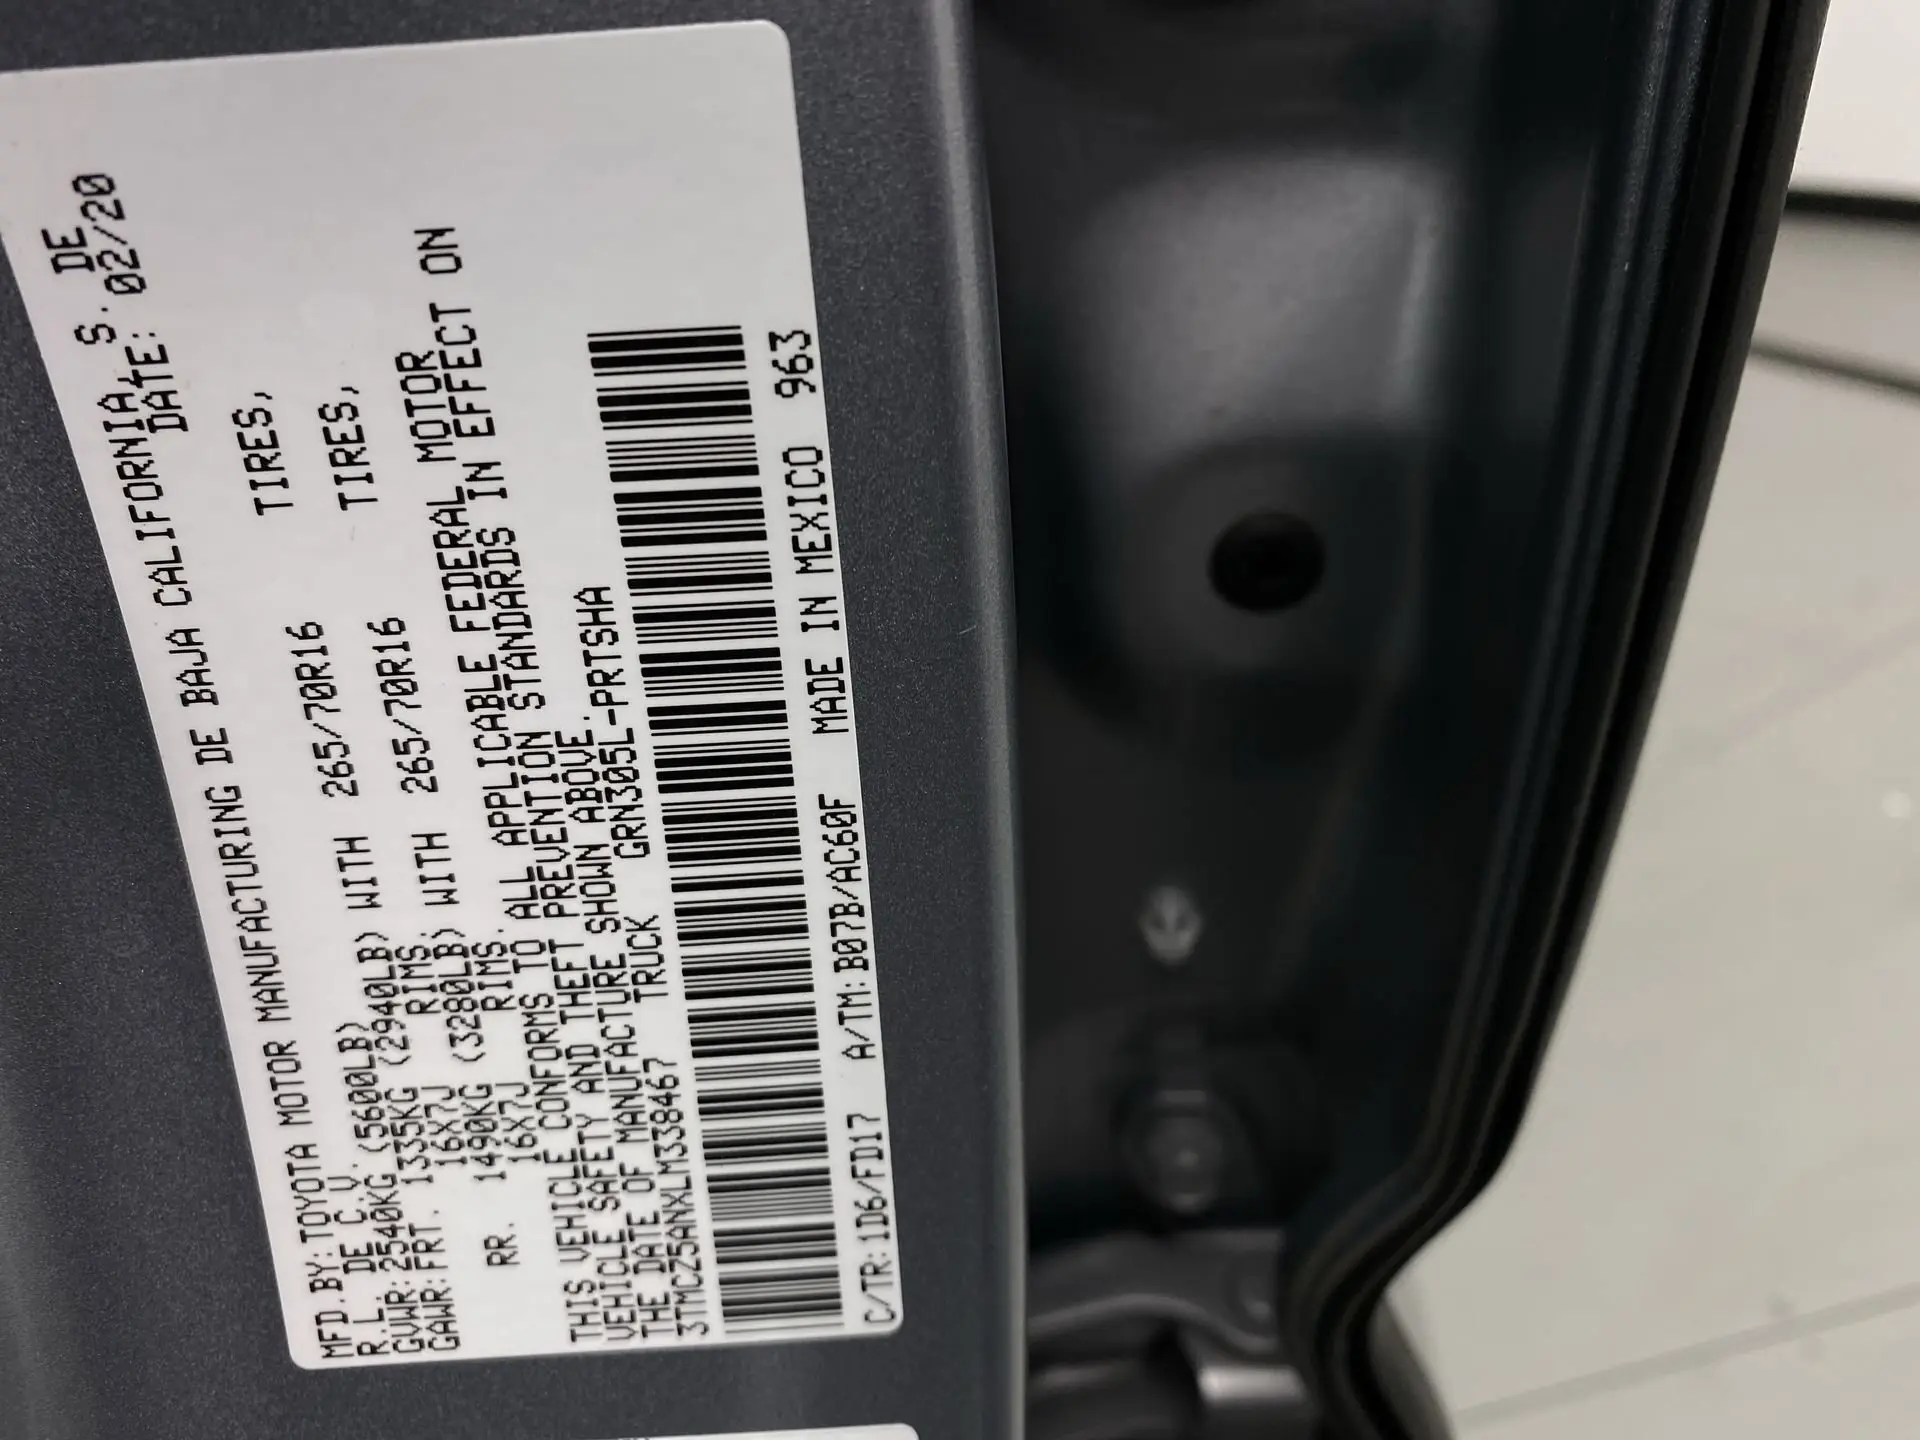 MFD.BY:TOYOTA MOTOR MANUFACTURING DE BAJA CALIFORNIA, S. DE
R.L. DE C.V. DATE: 02/20
GVWR:2540KG (5600LB)
GAWR:FRT. 1335KG (2940LB) WITH 265/70R16 TIRES,
16X7J RIMS.
RR. 1490KG (3280LB) WITH 265/70R16 TIRES,
16X7J RIMS.
THIS VEHICLE CONFORMS TO ALL APPLICABLE FEDERAL MOTOR
VEHICLE SAFETY AND THEFT PREVENTION STANDARDS IN EFFECT ON
THE DATE OF MANUFACTURE SHOWN ABOVE.
3TMCZ5ANXLM338467 TRUCK GRN305L-PRTSHA
C/TR:1D6/FD17 A/TM:B07B/AC60F MADE IN MEXICO 963